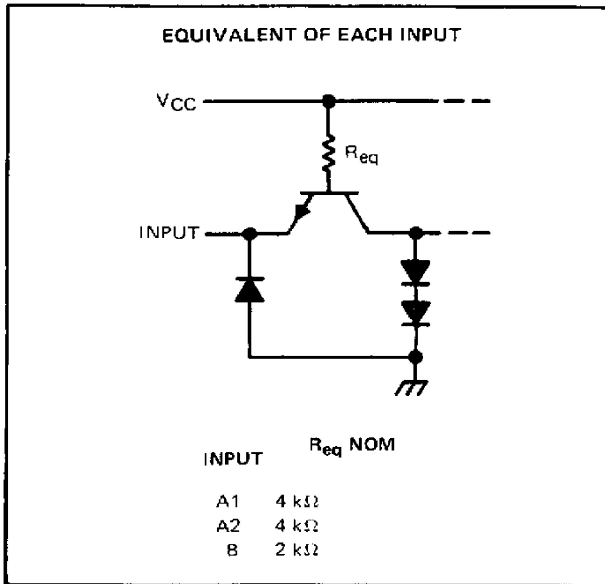 EQUIVALENT OF EACH INPUT
VCC
Req
INPUT
INPUT Req NOM
A1 4 kΩ
A2 4 kΩ
B 2 kΩ